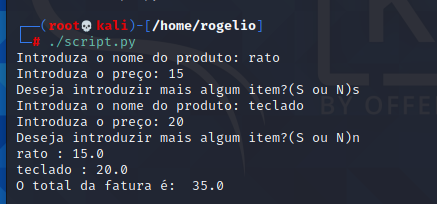 ┌──(root💀kali)-[/home/rogelio]
└─# ./script.py
Introduza o nome do produto: rato
Introduza o preço: 15
Deseja introduzir mais algum item?(S ou N)s
Introduza o nome do produto: teclado
Introduza o preço: 20
Deseja introduzir mais algum item?(S ou N)n
rato : 15.0
teclado : 20.0
O total da fatura é:  35.0
BY OFFE